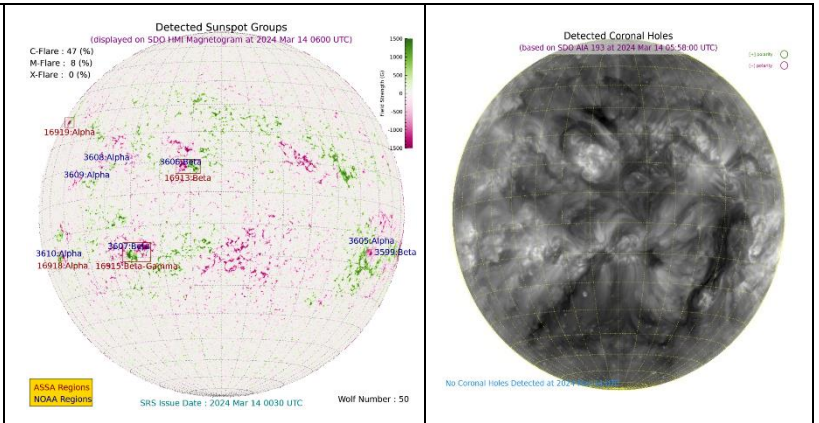 Detected Sunspot Groups
(displayed on SDO HMI Magnetogram at 2024 Mar 14 0600 UTC)
C-Flare : 47 (%)
M-Flare : 8 (%)
X-Flare : 0 (%)
1500
1000
500
0
-500
-1000
-1500
Field Strength (G)
16919:Alpha
3608:Alpha
3606:Beta
3609:Alpha
16913:Beta
3605:Alpha
3607:Beta
3610:Alpha
3599:Beta
16918:Alpha
16915:Beta-Gamma
ASSA Regions
NOAA Regions
SRS Issue Date : 2024 Mar 14 0030 UTC
Wolf Number : 50
Detected Coronal Holes
(based on SDO AIA 193 at 2024 Mar 14 05:58:00 UTC)
(+) polarity
(-) polarity
No Coronal Holes Detected at 2024